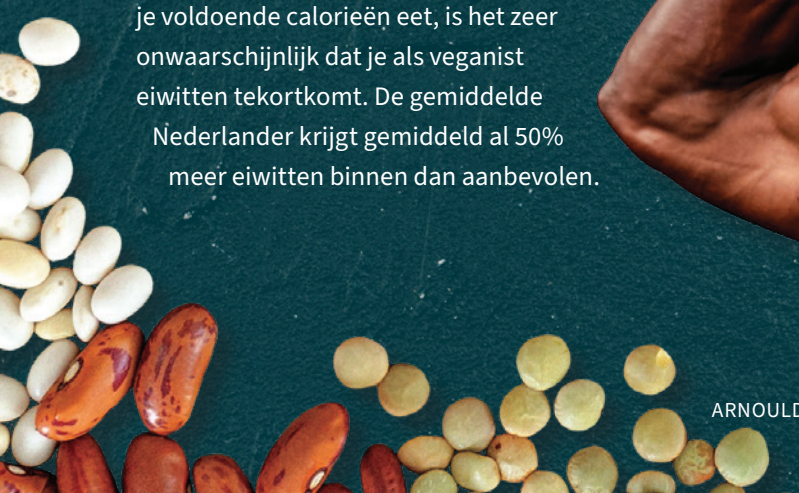 je voldoende calorieën eet, is het zeer
onwaarschijnlijk dat je als veganist
eiwitten tekortkomt. De gemiddelde
Nederlander krijgt gemiddeld al 50%
meer eiwitten binnen dan aanbevolen.
ARNOULD